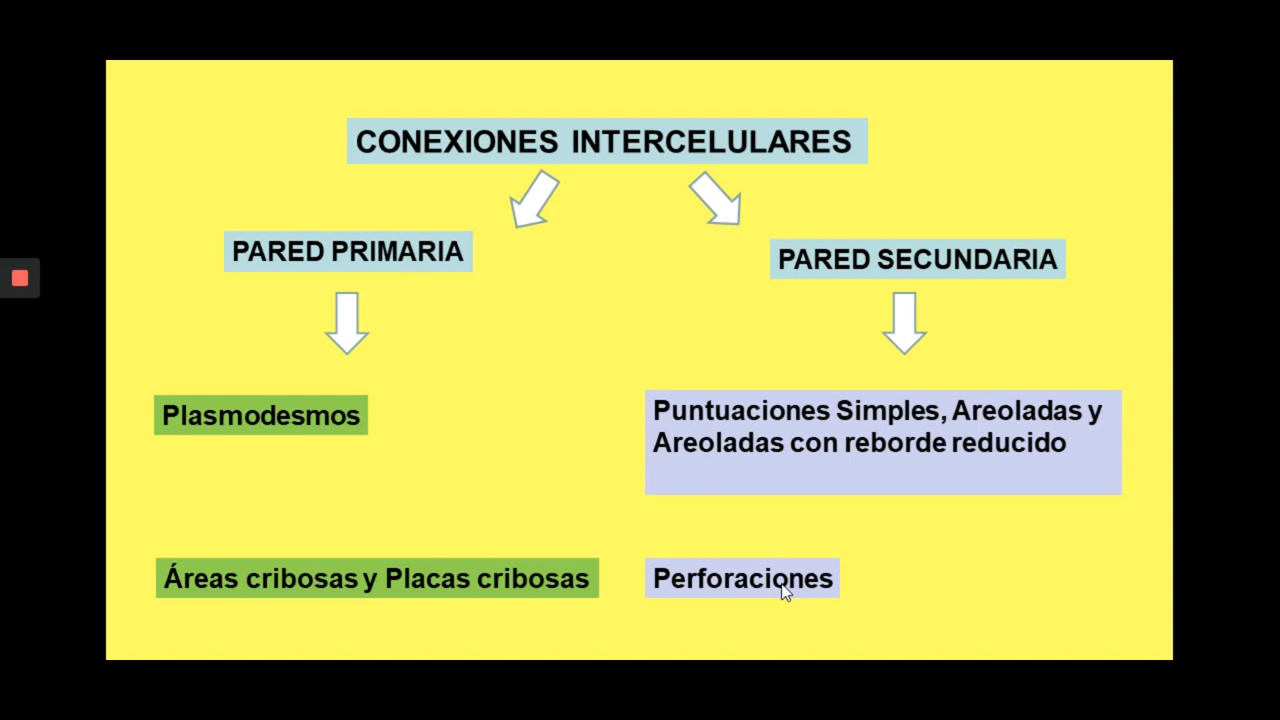 CONEXIONES INTERCELULARES
PARED PRIMARIA
PARED SECUNDARIA
Plasmodesmos
Puntuaciones Simples, Areoladas y
Areoladas con reborde reducido
Áreas cribosas y Placas cribosas
Perforaciones